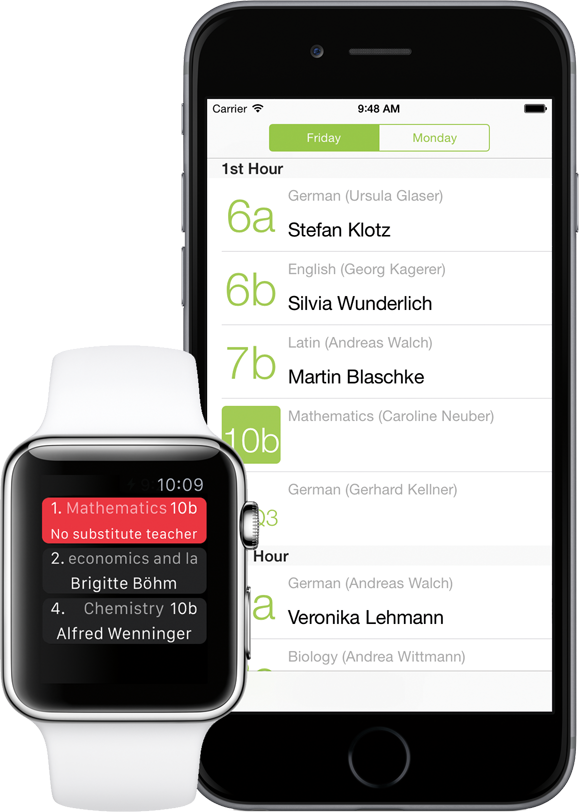 Carrier 9:48 AM
Friday Monday
1st Hour
6a
German (Ursula Glaser)
Stefan Klotz
6b
English (Georg Kagerer)
Silvia Wunderlich
7b
Latin (Andreas Walch)
Martin Blaschke
10b
Mathematics (Caroline Neuber)
German (Gerhard Kellner)
Hour
German (Andreas Walch)
Veronika Lehmann
Biology (Andrea Wittmann)
10:09
1. Mathematics 10b
No substitute teacher
2. economics and la
Brigitte Böhm
4. Chemistry 10b
Alfred Wenninger